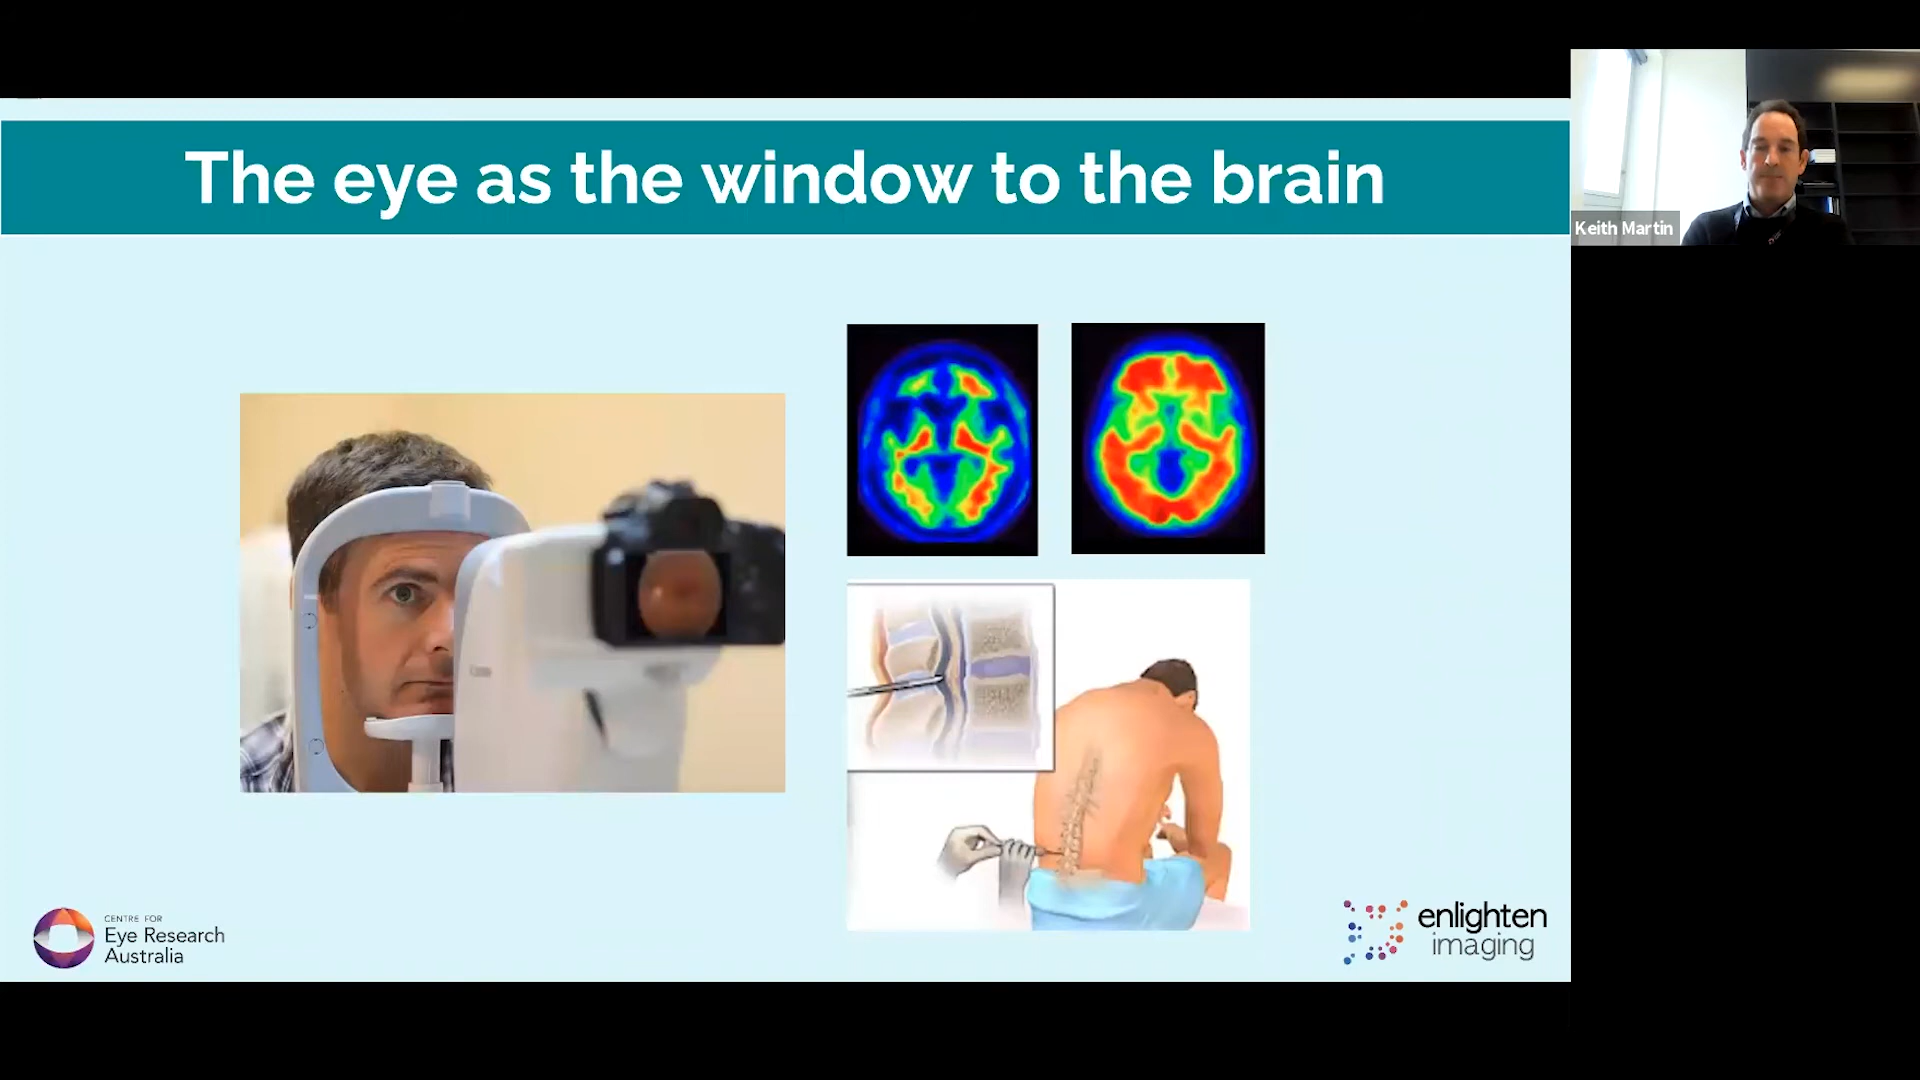 The eye as the window to the brain
Keith Martin
CENTRE FOR
Eye Research
Australia
enlighten
imaging